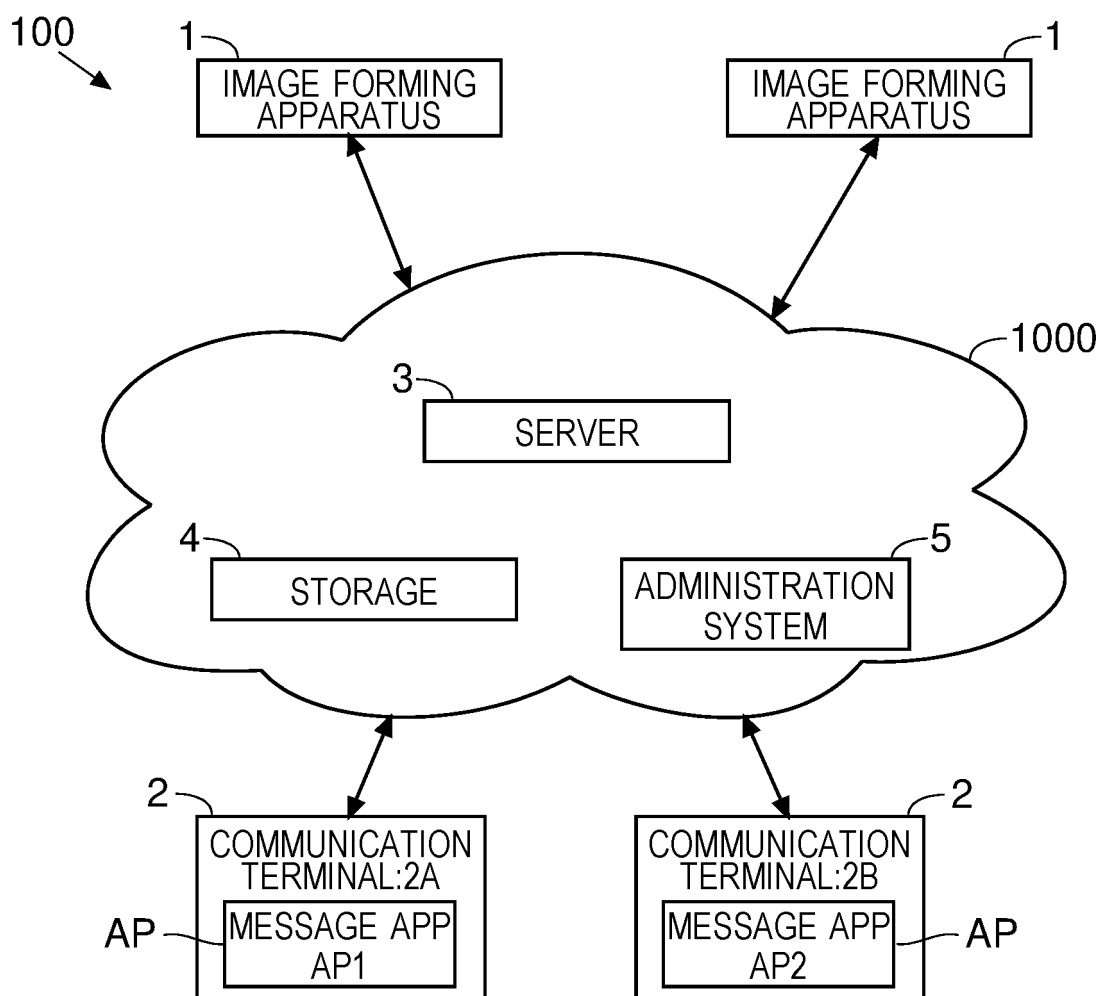 100
1
1
IMAGE FORMING
APPARATUS
IMAGE FORMING
APPARATUS
1000
3
SERVER
4
STORAGE
5
ADMINISTRATION
SYSTEM
2
2
COMMUNICATION
TERMINAL:2A
COMMUNICATION
TERMINAL:2B
AP
MESSAGE APP
AP1
MESSAGE APP
AP2
AP